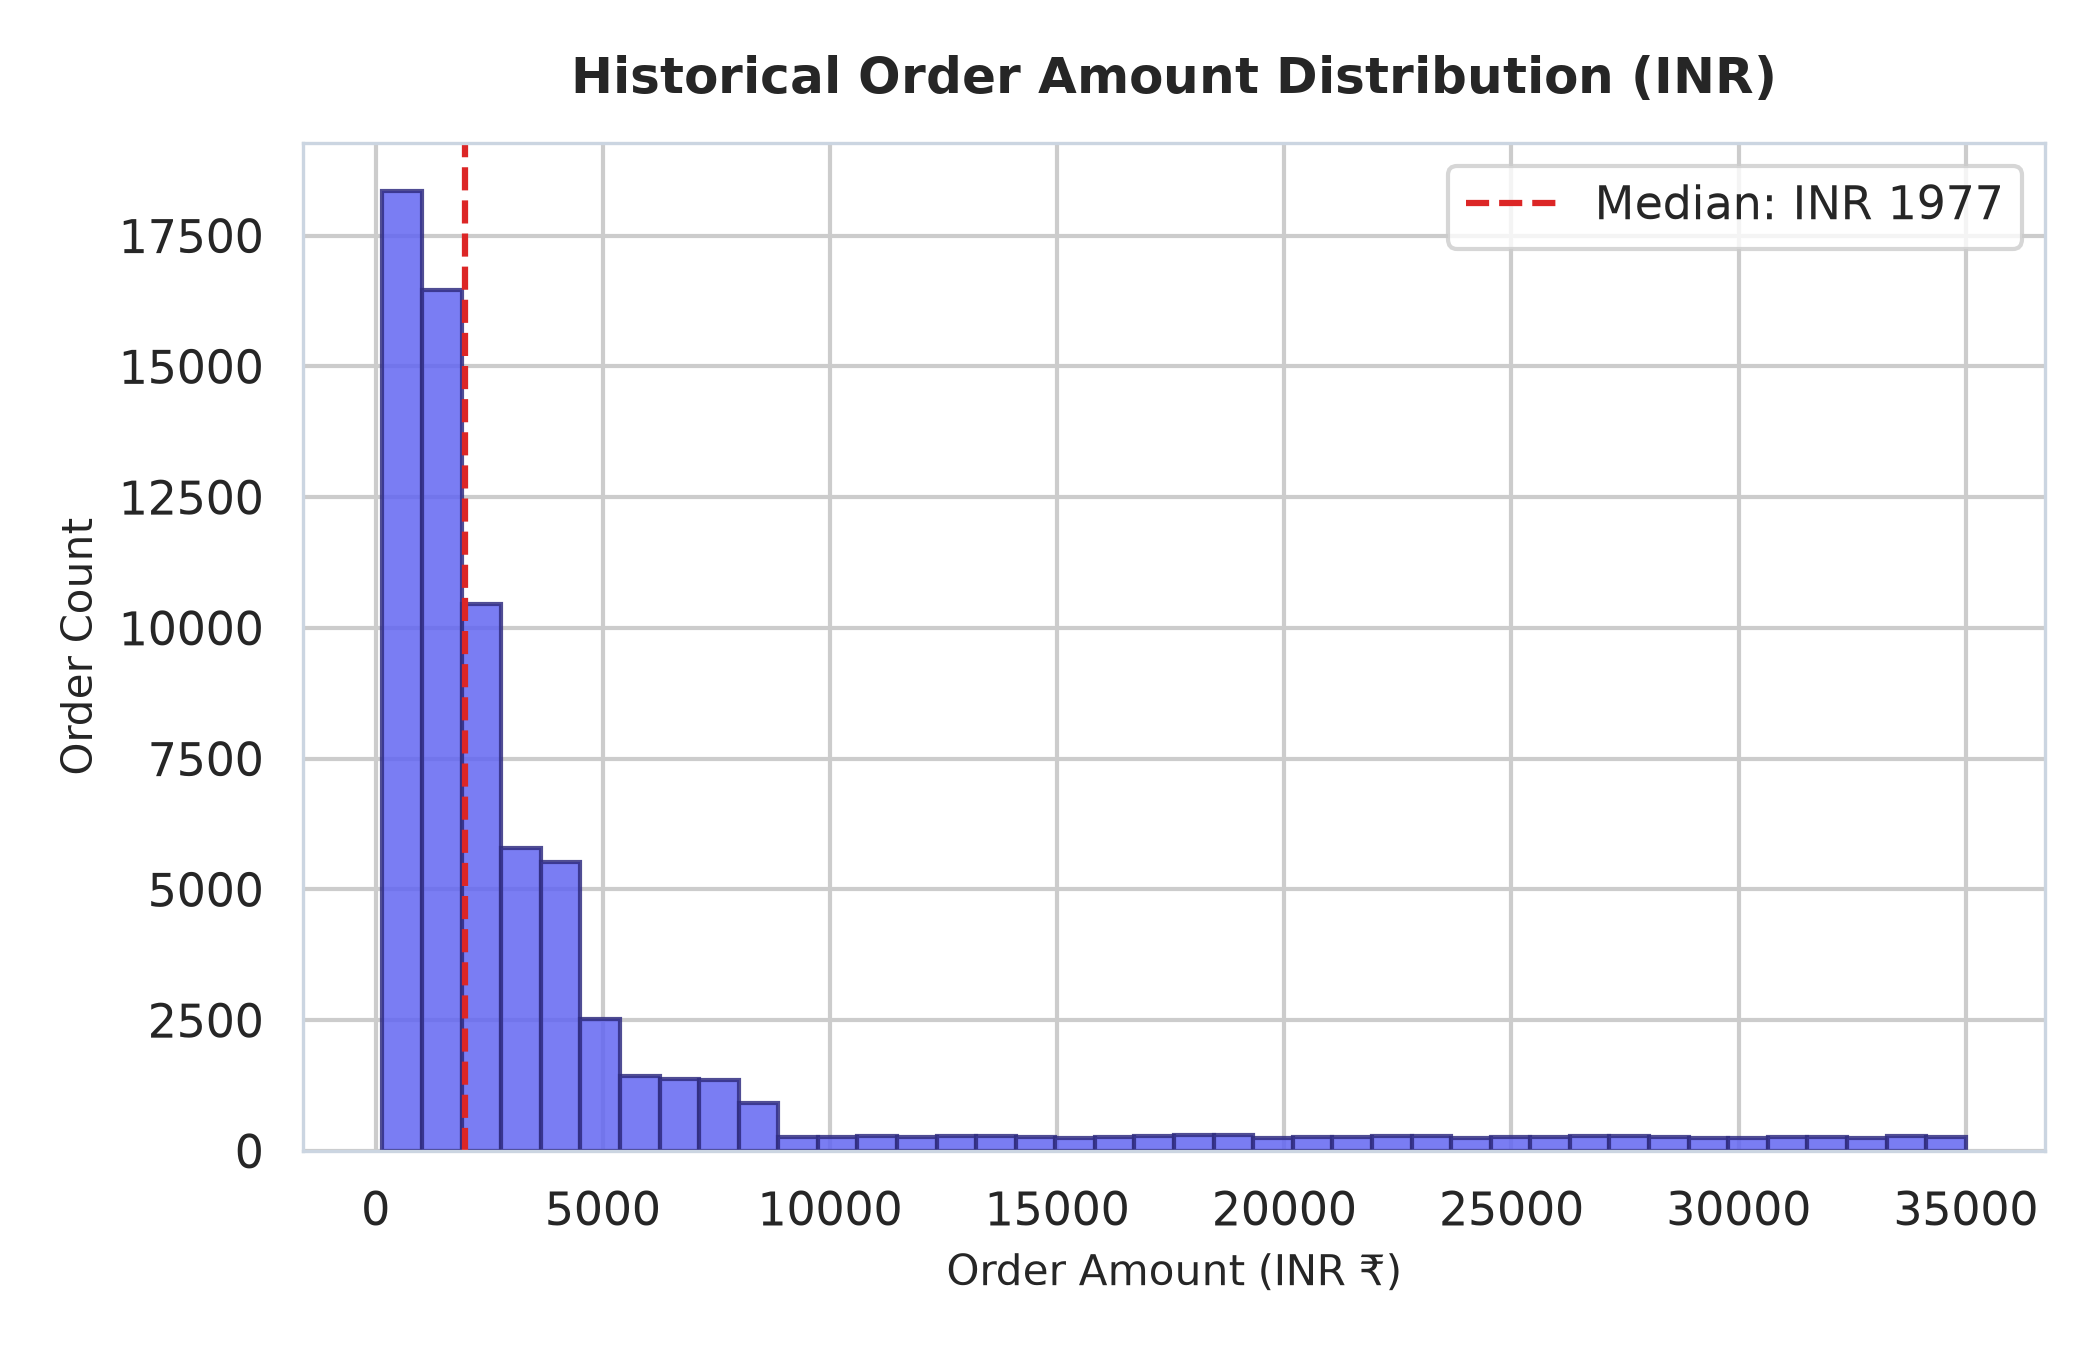 Historical Order Amount Distribution (INR)
Median: INR 1977
Order Count
17500
15000
12500
10000
7500
5000
2500
0
0 5000 10000 15000 20000 25000 30000 35000
Order Amount (INR ₹)